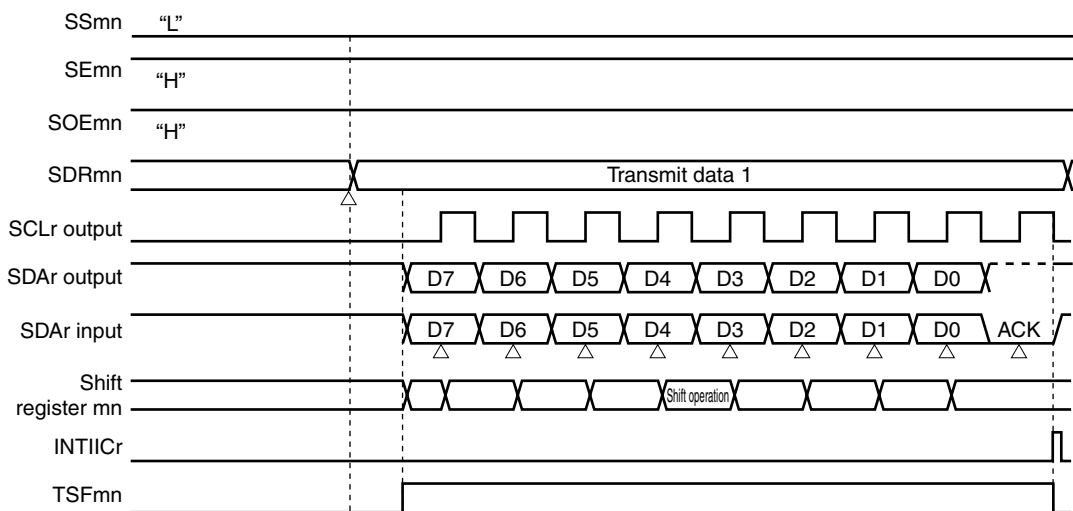 SSmn “L”
SEmn “H”
SOEmn “H”
SDRmn Transmit data 1
SCLr output
SDAr output D7 D6 D5 D4 D3 D2 D1 D0
SDAr input D7 D6 D5 D4 D3 D2 D1 D0 ACK
Shift
register mn Shift operation
INTIICr
TSFmn